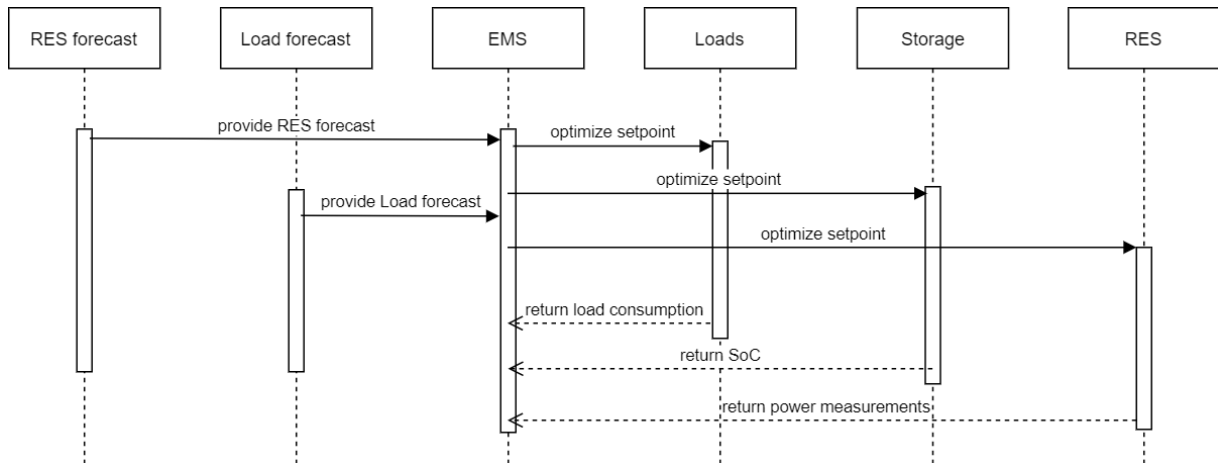 RES forecast
Load forecast
EMS
Loads
Storage
RES
provide RES forecast
optimize setpoint
optimize setpoint
provide Load forecast
optimize setpoint
return load consumption
return SoC
return power measurements